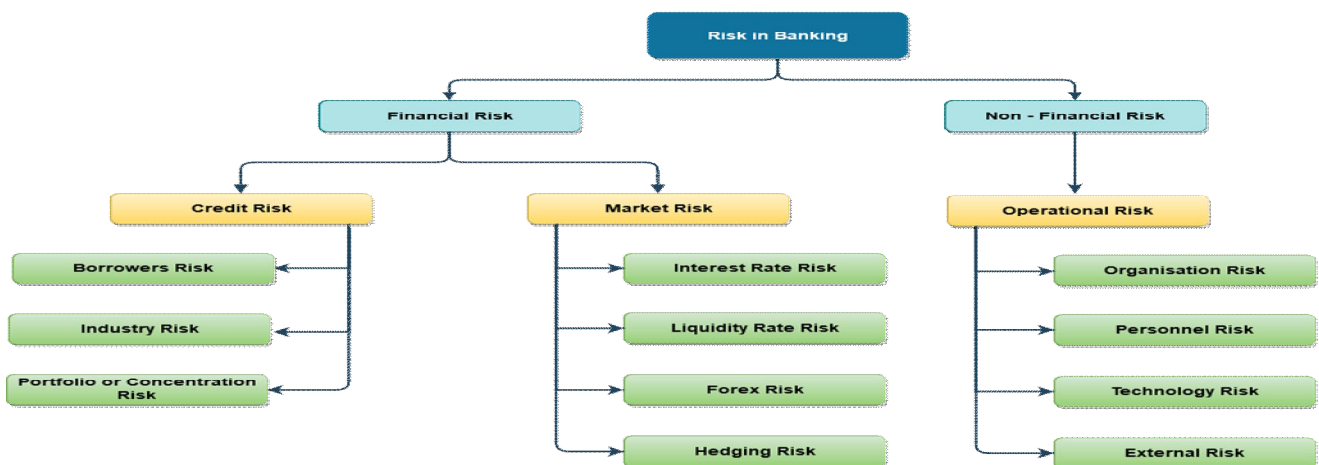 Risk in Banking
Financial Risk
Non - Financial Risk
Credit Risk
Market Risk
Operational Risk
Borrowers Risk
Interest Rate Risk
Organisation Risk
Industry Risk
Liquidity Rate Risk
Personnel Risk
Portfolio or Concentration
Risk
Forex Risk
Technology Risk
Hedging Risk
External Risk